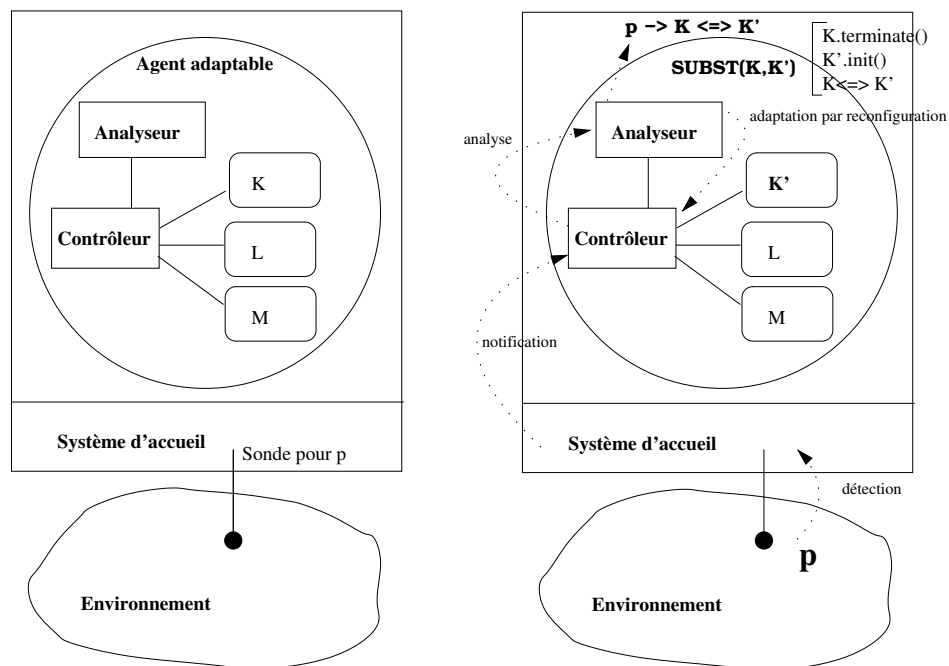 Agent adaptable
Analyseur
K
Contrôleur
L
M
Système d'accueil
Sonde pour p
Environnement
p -> K <=> K'
K.terminate()
K'.init()
K<=> K'
SUBST(K,K')
adaptation par reconfiguration
analyse
Analyseur
K'
Contrôleur
L
M
notification
Système d'accueil
détection
p
Environnement